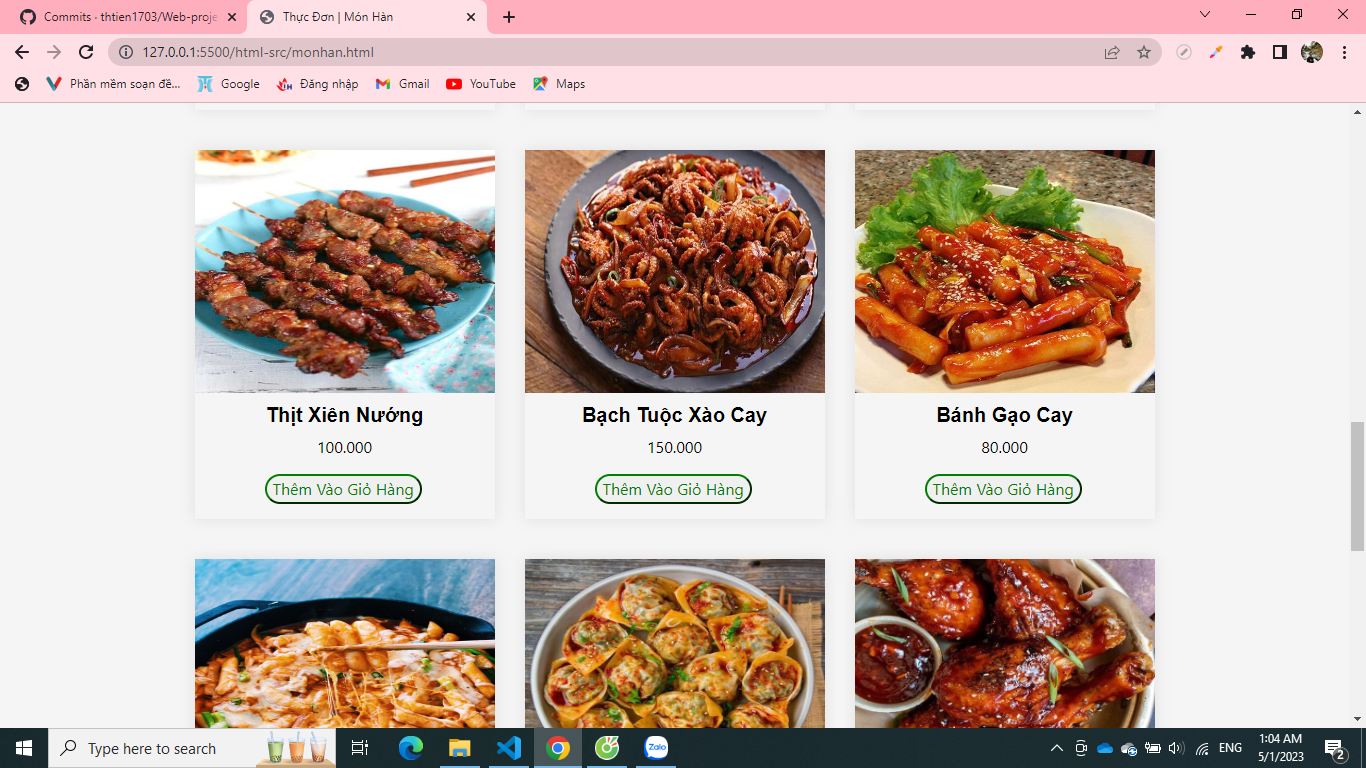 Commits · thtien1703/Web-proje
Thực Đơn | Món Hàn
127.0.0.1:5500/html-src/monhan.html
Phần mềm soạn đề...
Google
Đăng nhập
Gmail
YouTube
Maps
Thịt Xiên Nướng
100.000
Thêm Vào Giỏ Hàng
Bạch Tuộc Xào Cay
150.000
Thêm Vào Giỏ Hàng
Bánh Gạo Cay
80.000
Thêm Vào Giỏ Hàng
Type here to search
Zalo
ENG
1:04 AM
5/1/2023
2